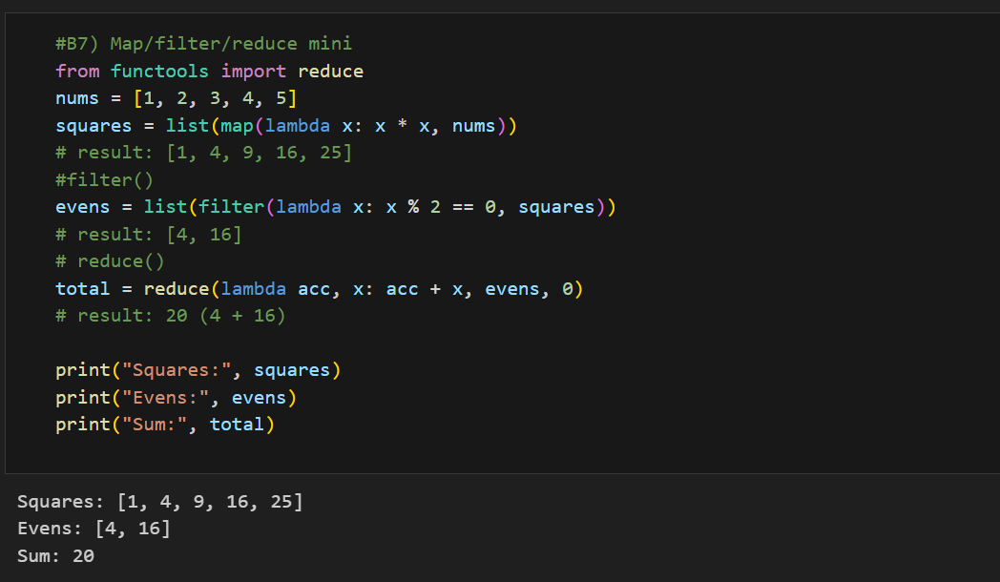 #B7) Map/filter/reduce mini
from functools import reduce
nums = [1, 2, 3, 4, 5]
squares = list(map(lambda x: x * x, nums))
# result: [1, 4, 9, 16, 25]
#filter()
evens = list(filter(lambda x: x % 2 == 0, squares))
# result: [4, 16]
# reduce()
total = reduce(lambda acc, x: acc + x, evens, 0)
# result: 20 (4 + 16)
print("Squares:", squares)
print("Evens:", evens)
print("Sum:", total)
Squares: [1, 4, 9, 16, 25]
Evens: [4, 16]
Sum: 20